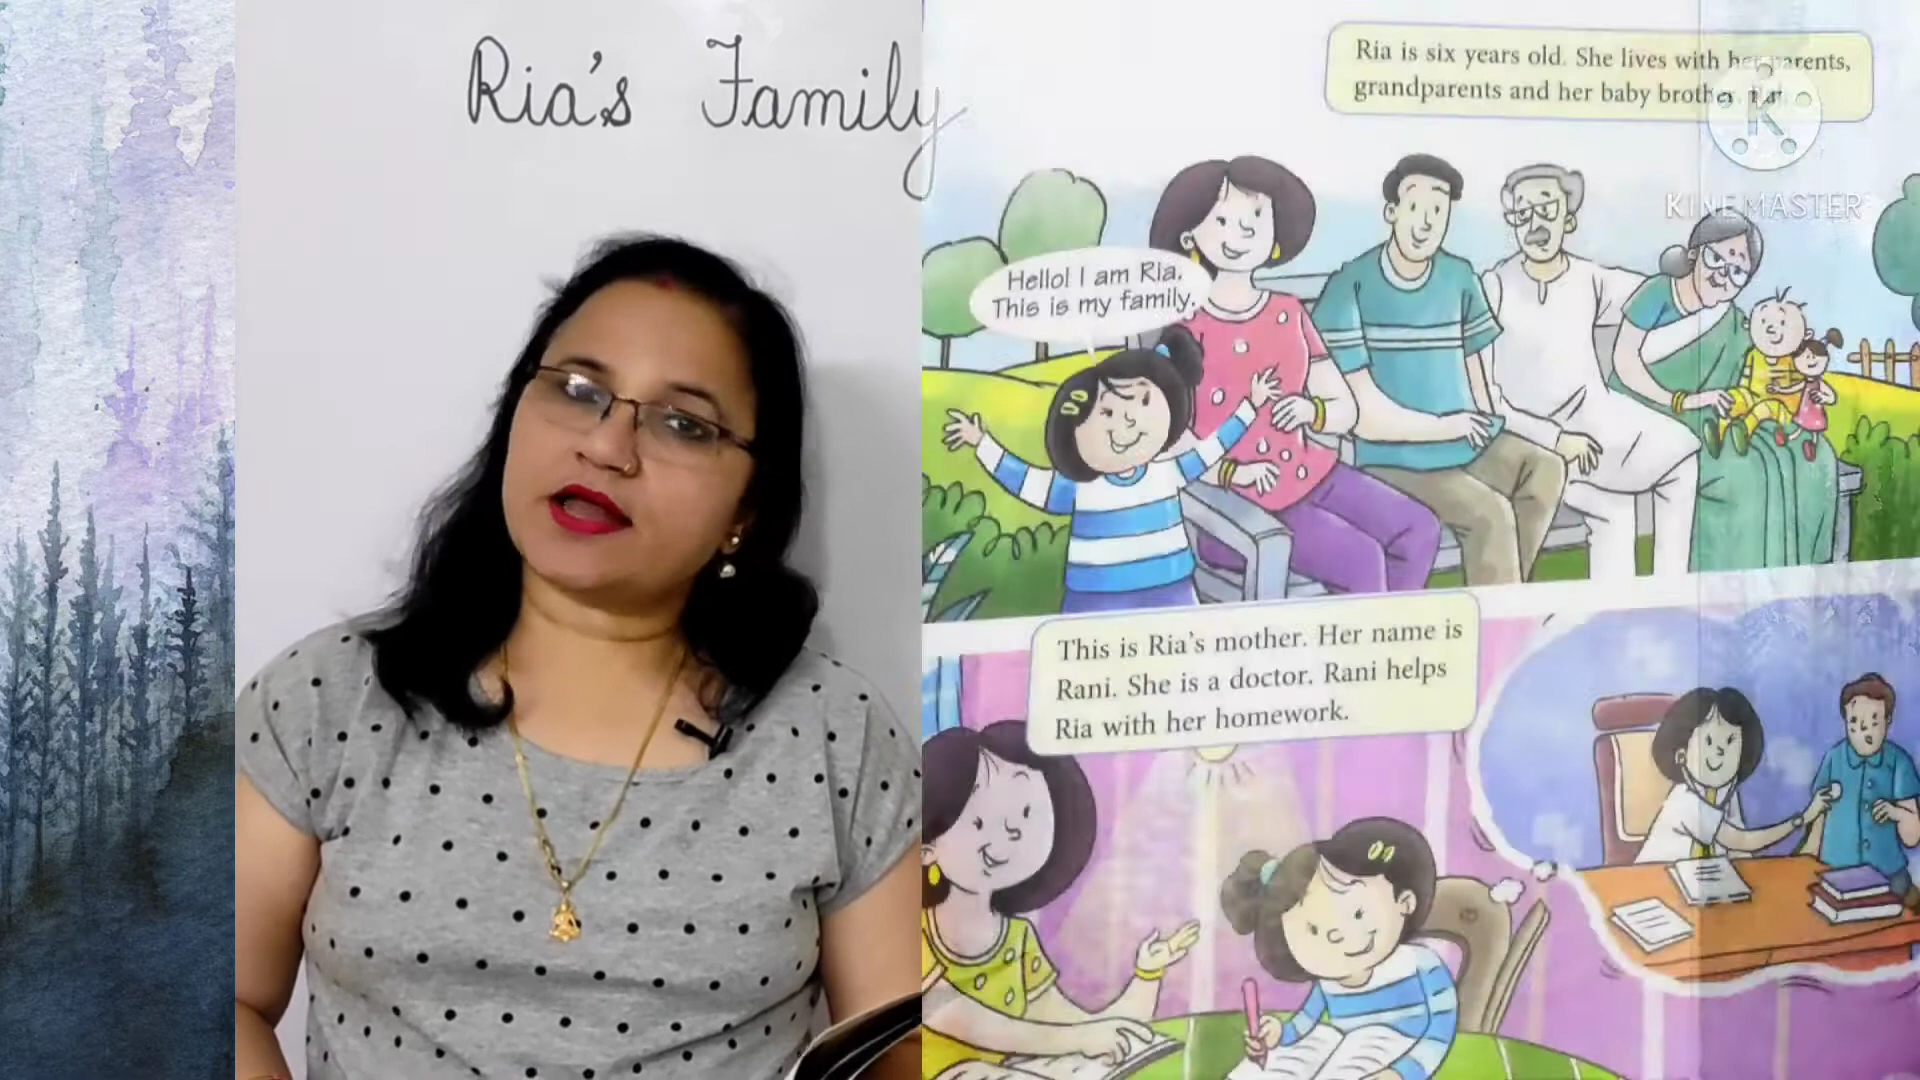 Ria's Family
Ria is six years old. She lives with her parents,
grandparents and her baby brother,
K
KINEMASTER
Hello! I am Ria.
This is my family.
This is Ria's mother. Her name is
Rani. She is a doctor. Rani helps
Ria with her homework.